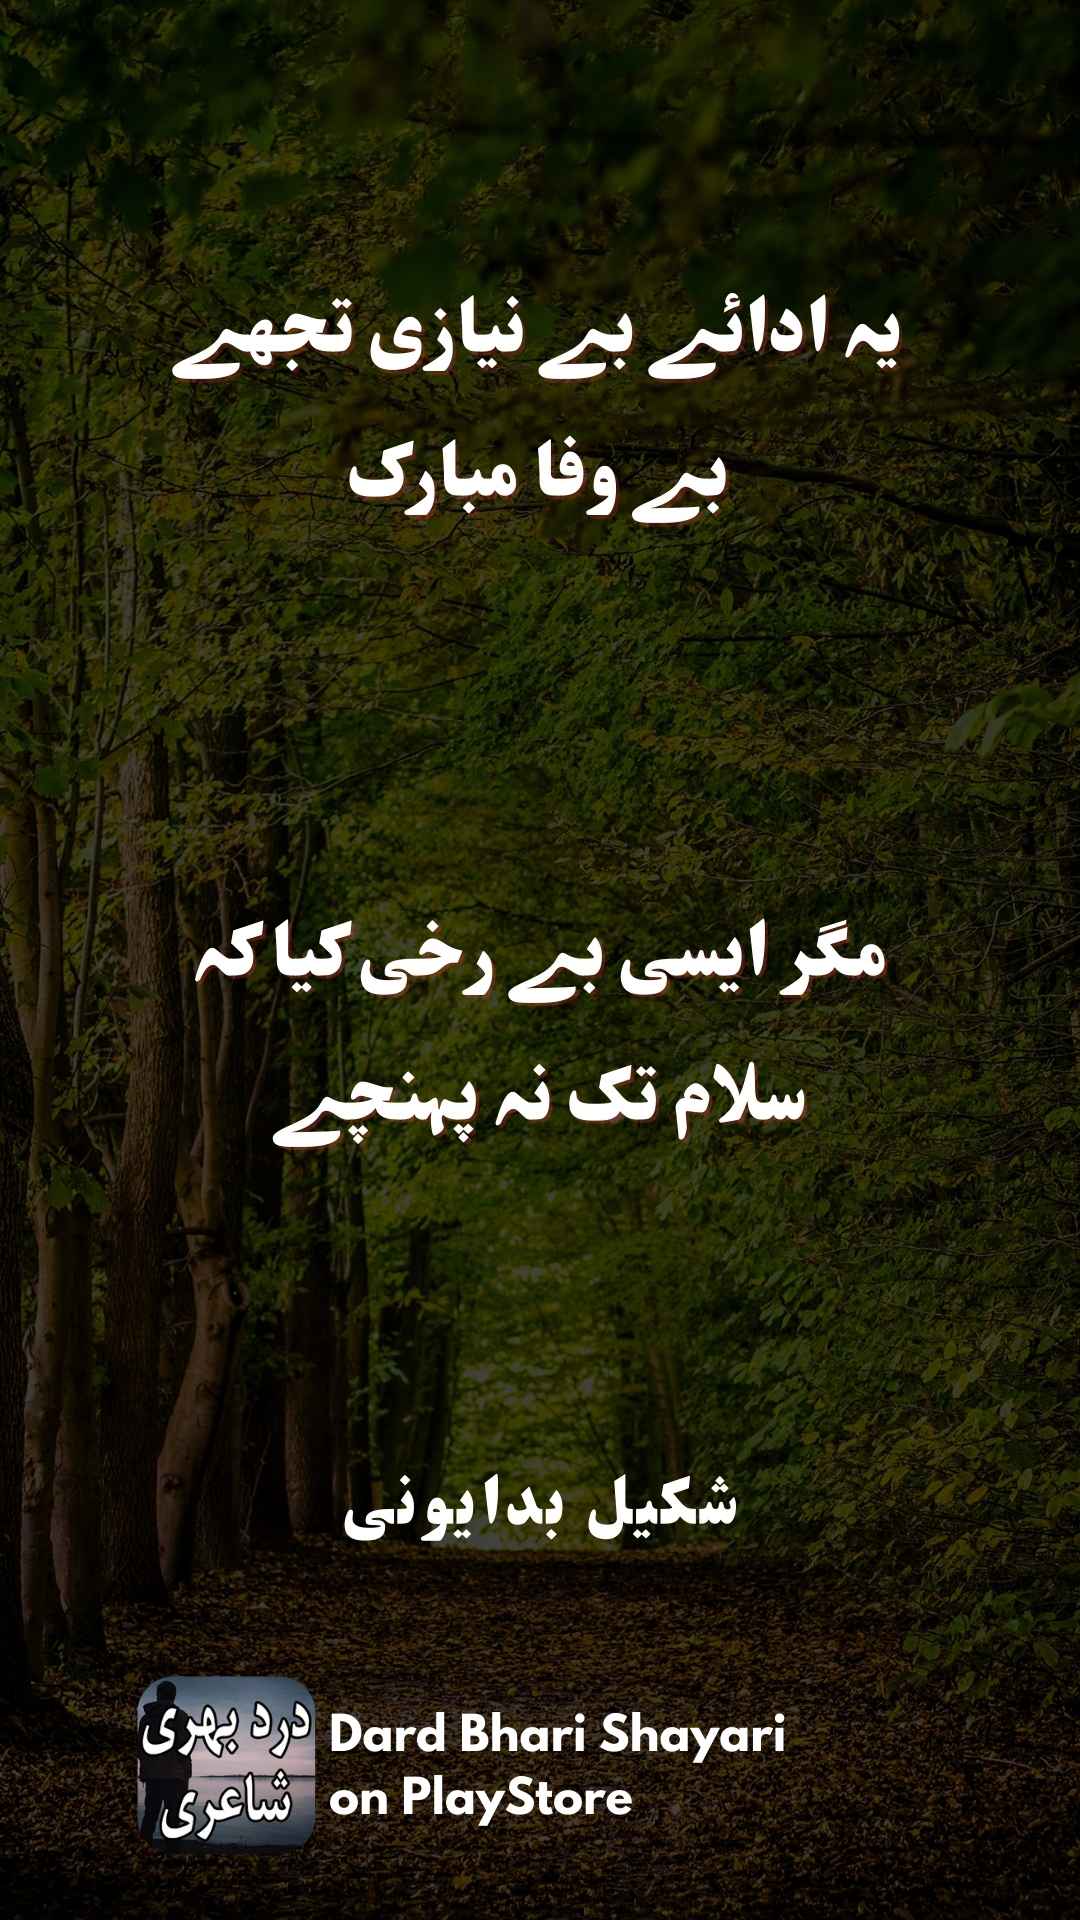 یہ ادائے بے نیازی تجھے
بے وفا مبارک
مگر ایسی بے رخی کیا کہ
سلام تک نہ پہنچے
شکیل بدایونی
درد بھری
شاعری
Dard Bhari Shayari
on PlayStore